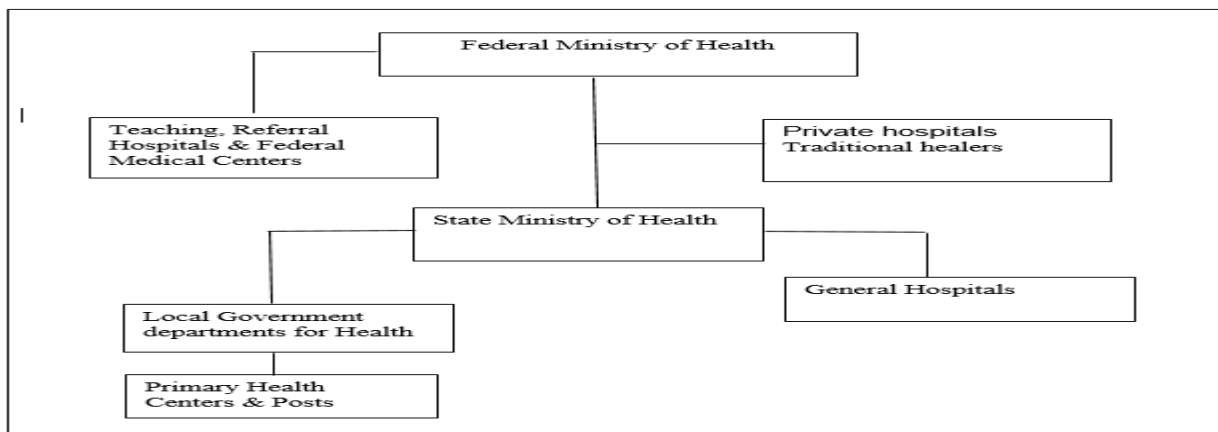 Federal Ministry of Health
Teaching, Referral
Hospitals & Federal
Medical Centers
Private hospitals
Traditional healers
State Ministry of Health
General Hospitals
Local Government
departments for Health
Primary Health
Centers & Posts